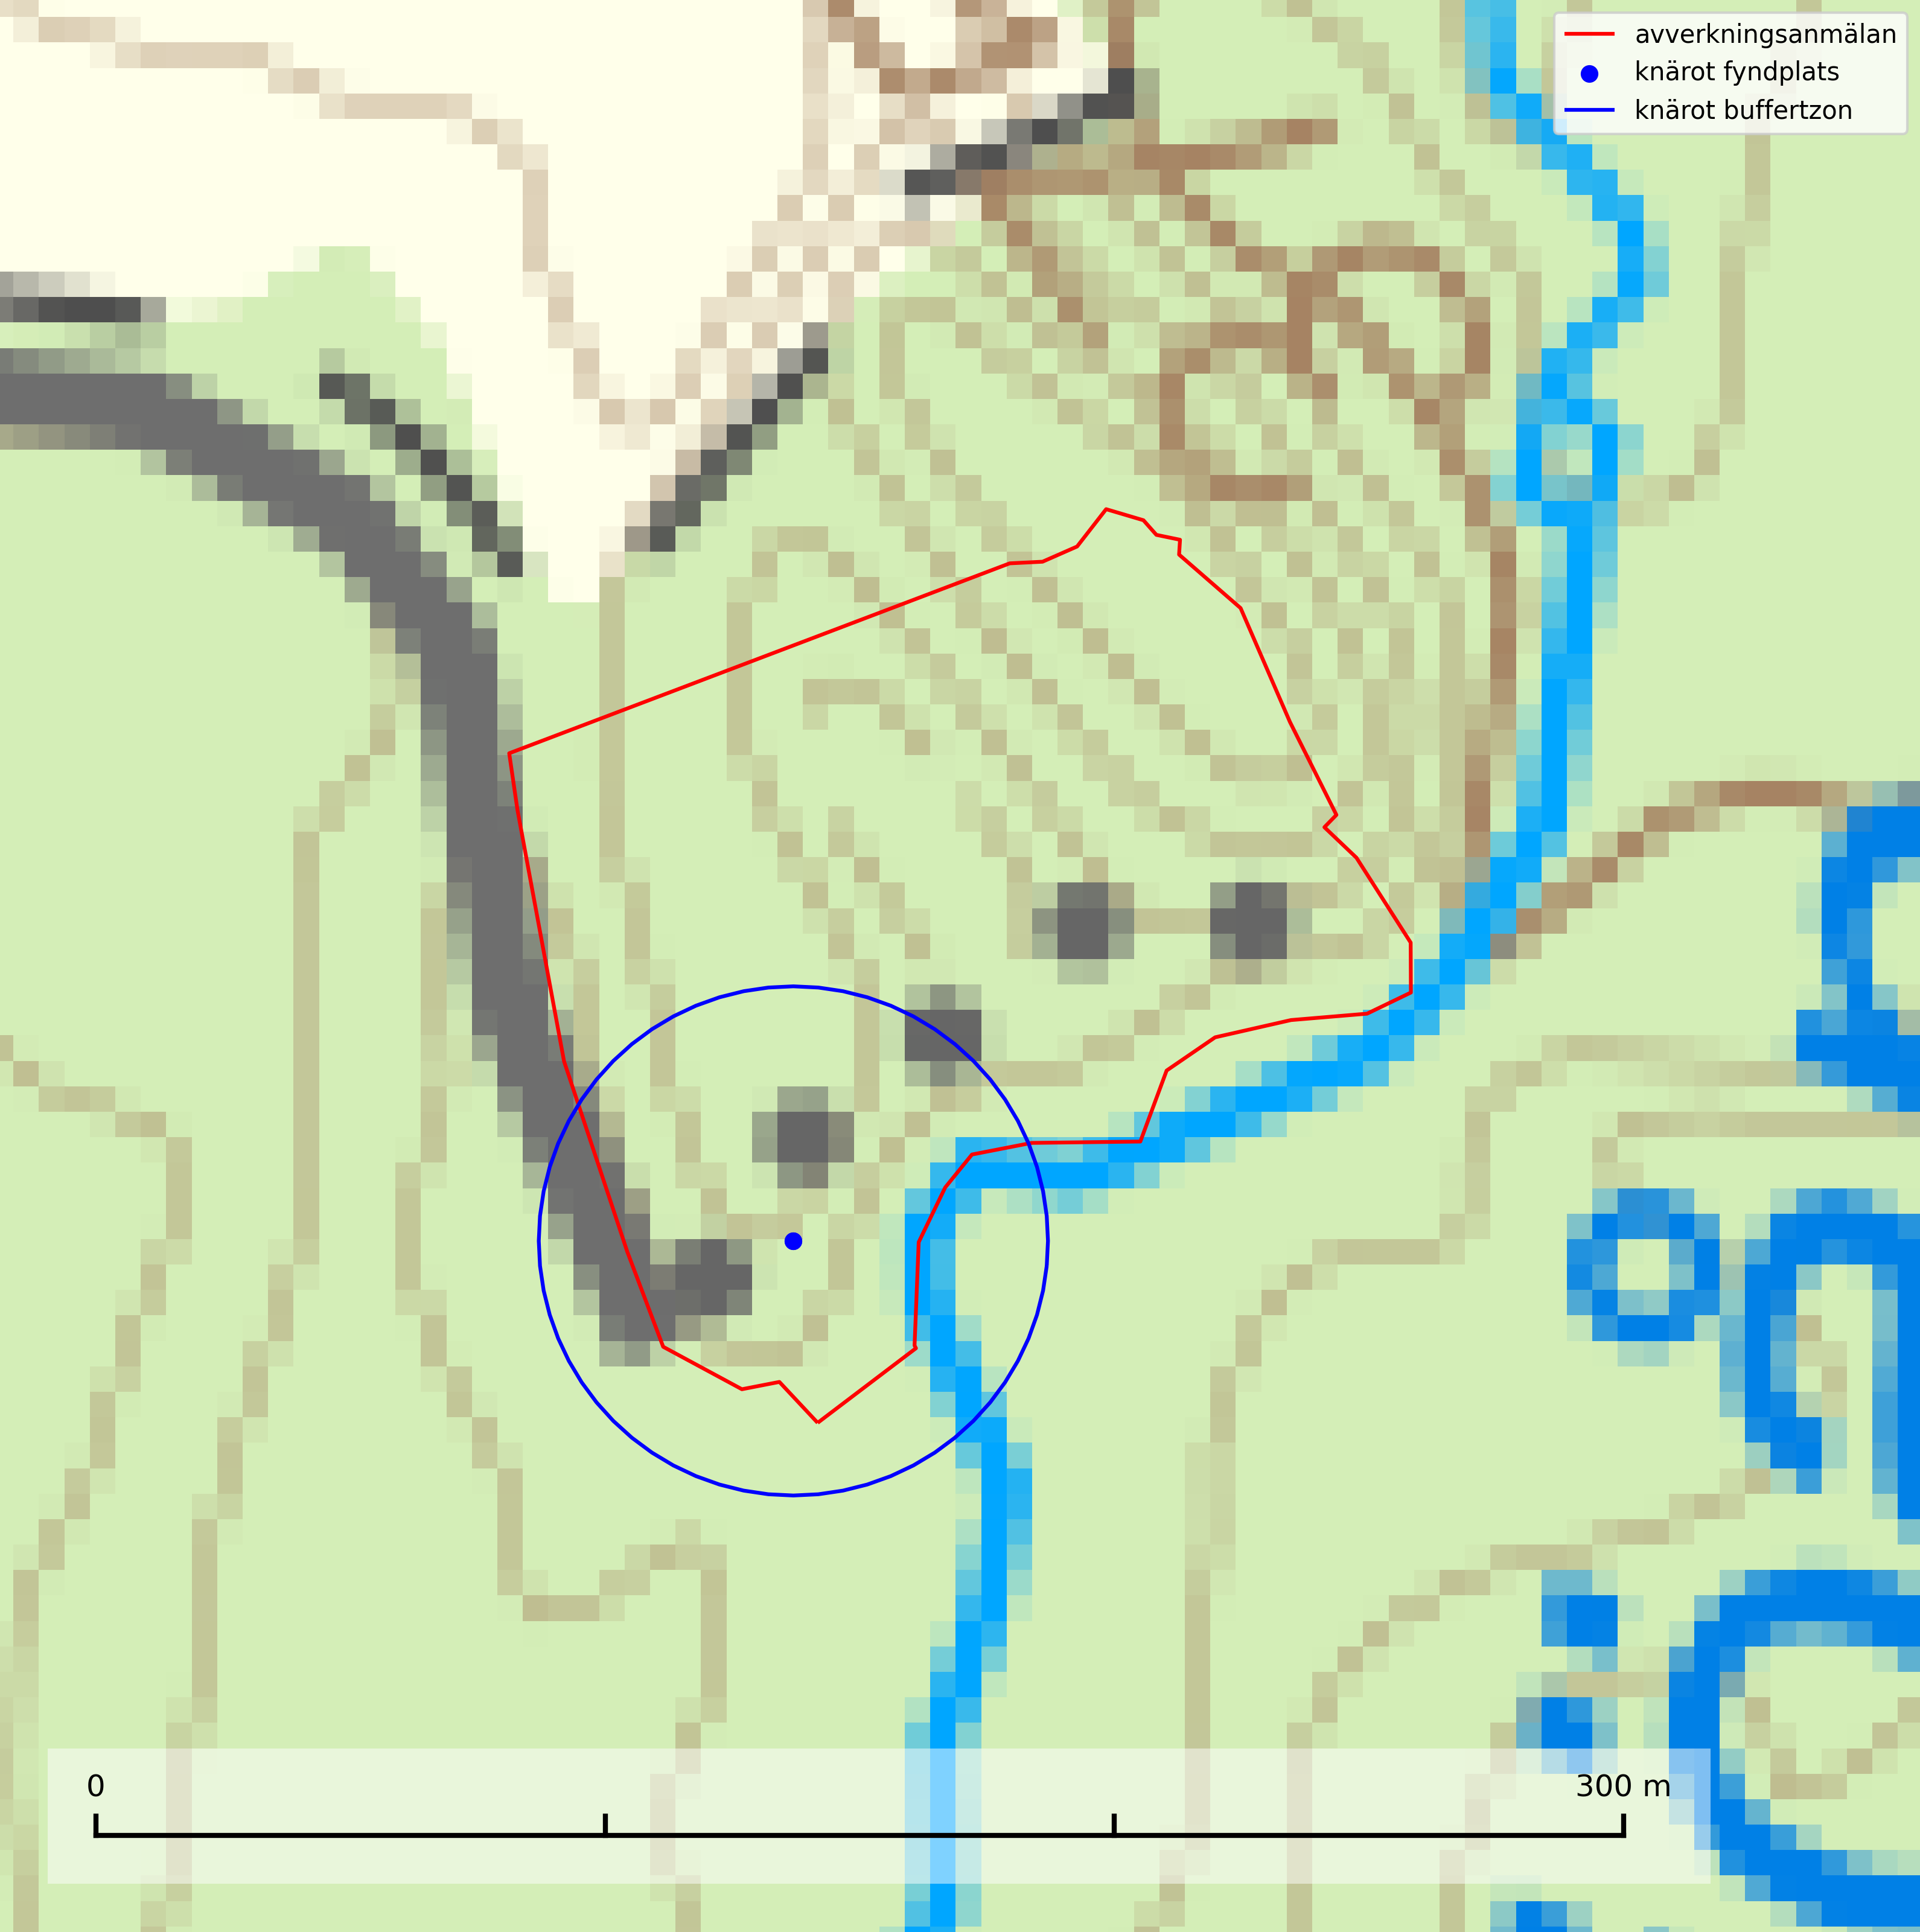 avverkningsanmälan
knärot fyndplats
knärot buffertzon
0 300 m